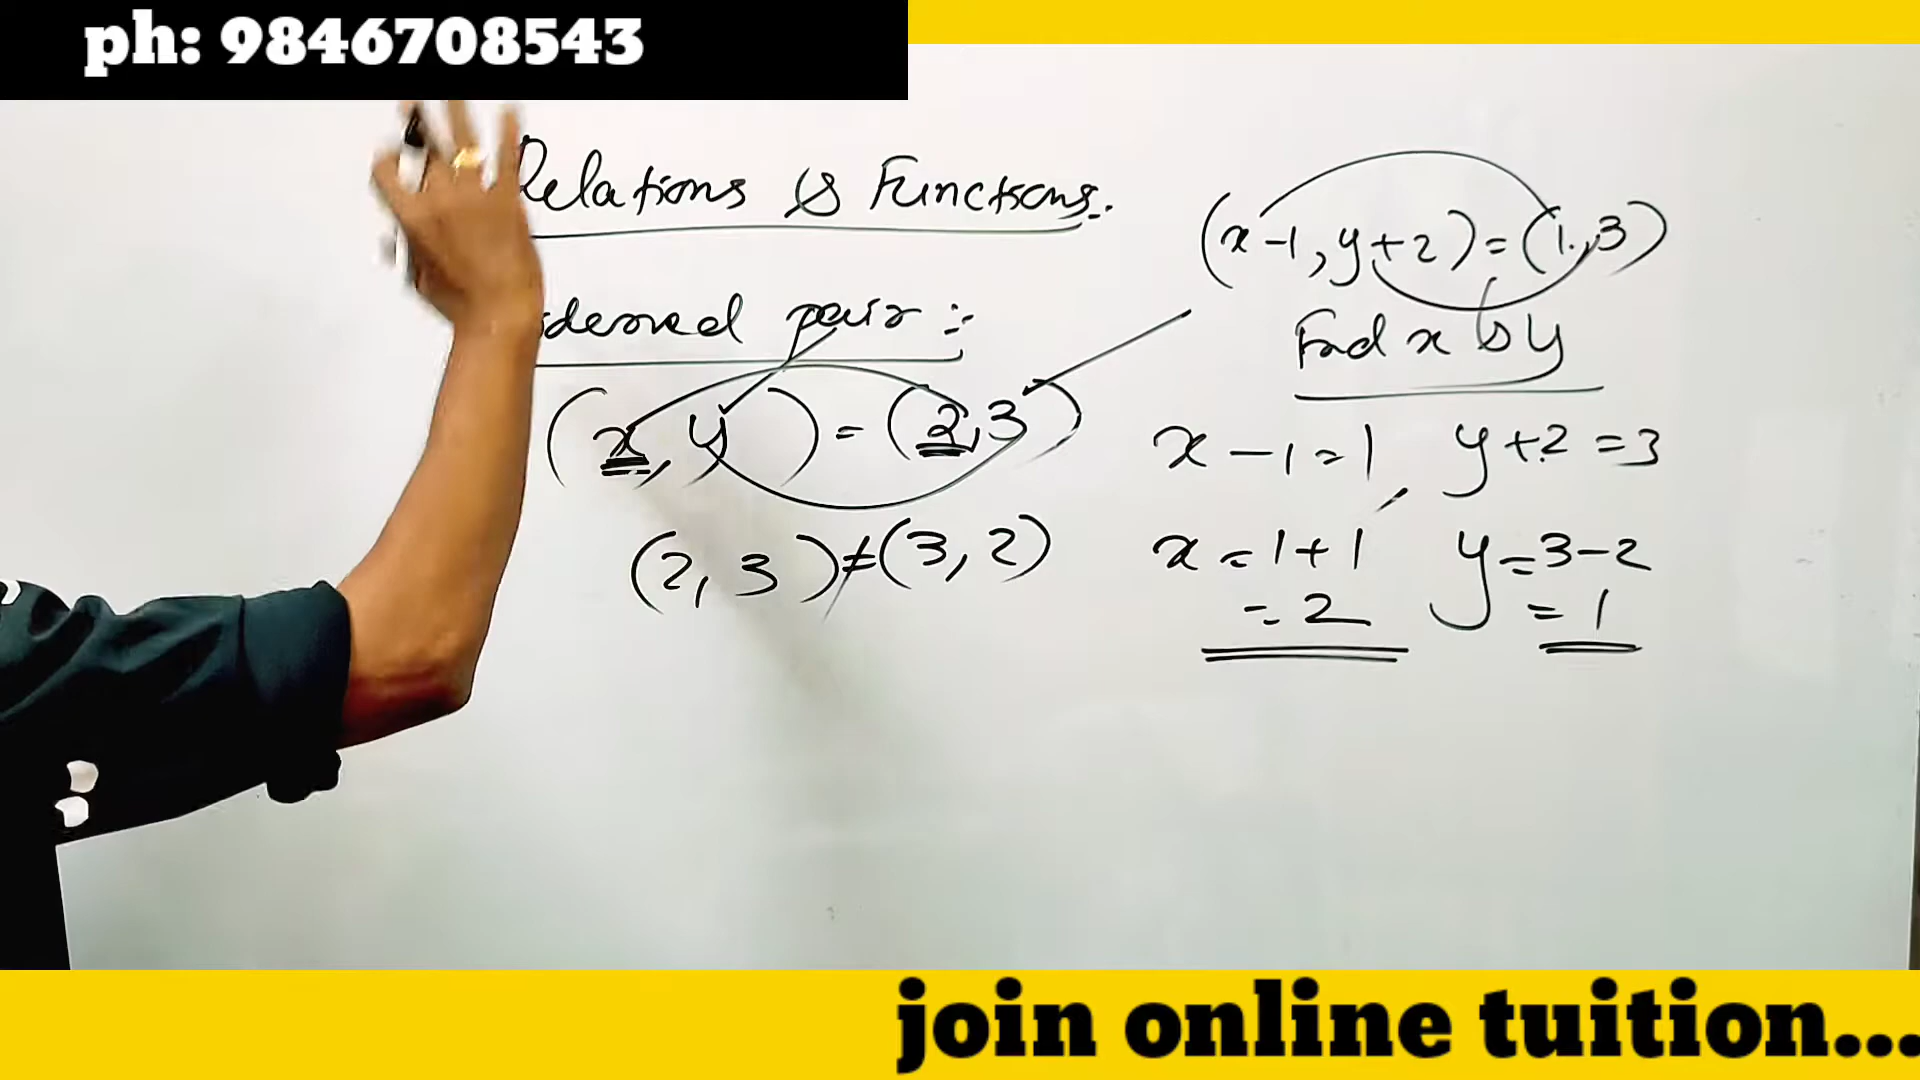 ph: 9846708543
Relations & Functions.
ordered pair :-
(x, y) = (2,3)
(2, 3) ≠ (3, 2)
(x-1, y+2) = (1, 3)
Find x & y
x - 1 = 1, y+2 = 3
x = 1+1 y = 3-2
= 2 = 1
join online tuition...